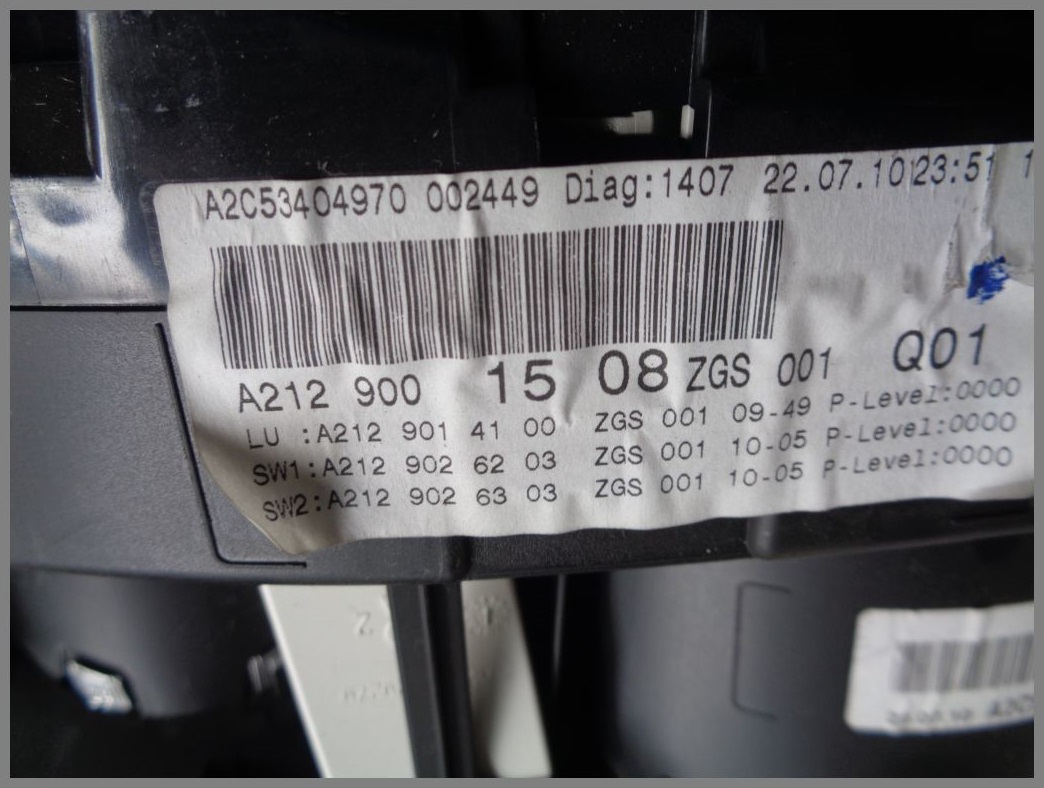 A2C53404970 002449 Diag:1407 22.07.10 23:51 1
A212 900 15 08 ZGS 001 Q01
LU :A212 901 41 00 ZGS 001 09-49 P-Level:0000
SW1:A212 902 62 03 ZGS 001 10-05 P-Level:0000
SW2:A212 902 63 03 ZGS 001 10-05 P-Level:0000
Z